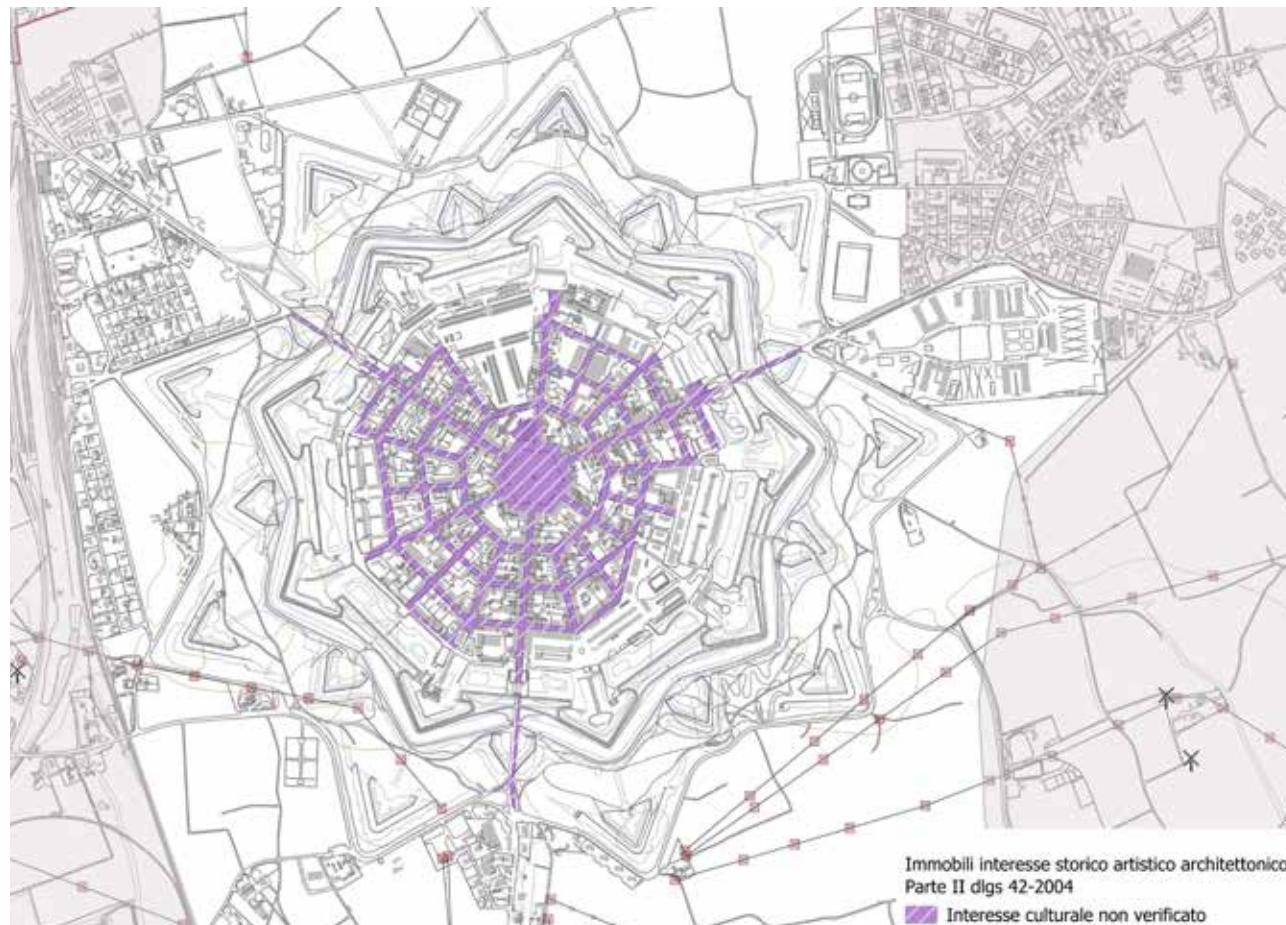 Immobili interesse storico artistico architettonico
Parte II dlgs 42-2004
Interesse culturale non verificato